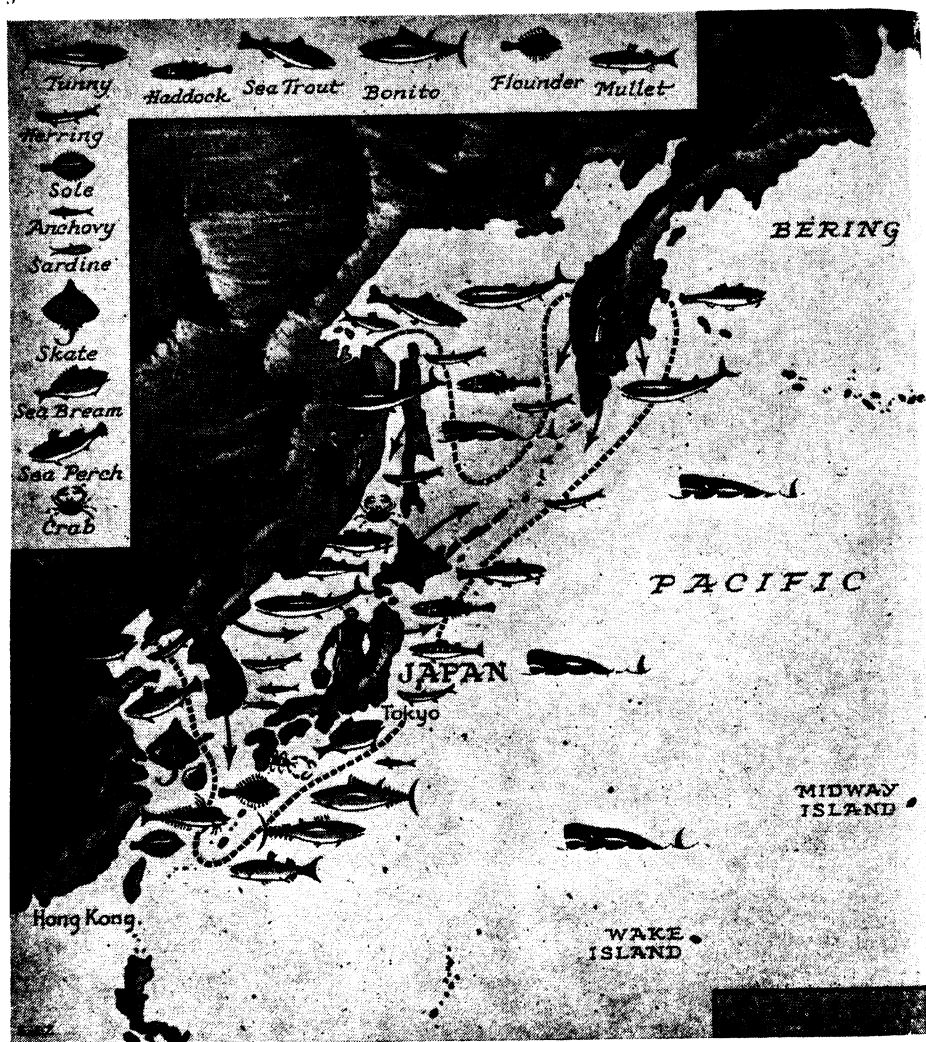 Tunny
Haddock
Sea Trout
Bonito
Flounder
Mullet
Herring
Sole
Anchovy
Sardine
Skate
Sea Bream
Sea Perch
Crab
BERING
PACIFIC
JAPAN
Tokyo
MIDWAY
ISLAND
Hong Kong
WAKE
ISLAND